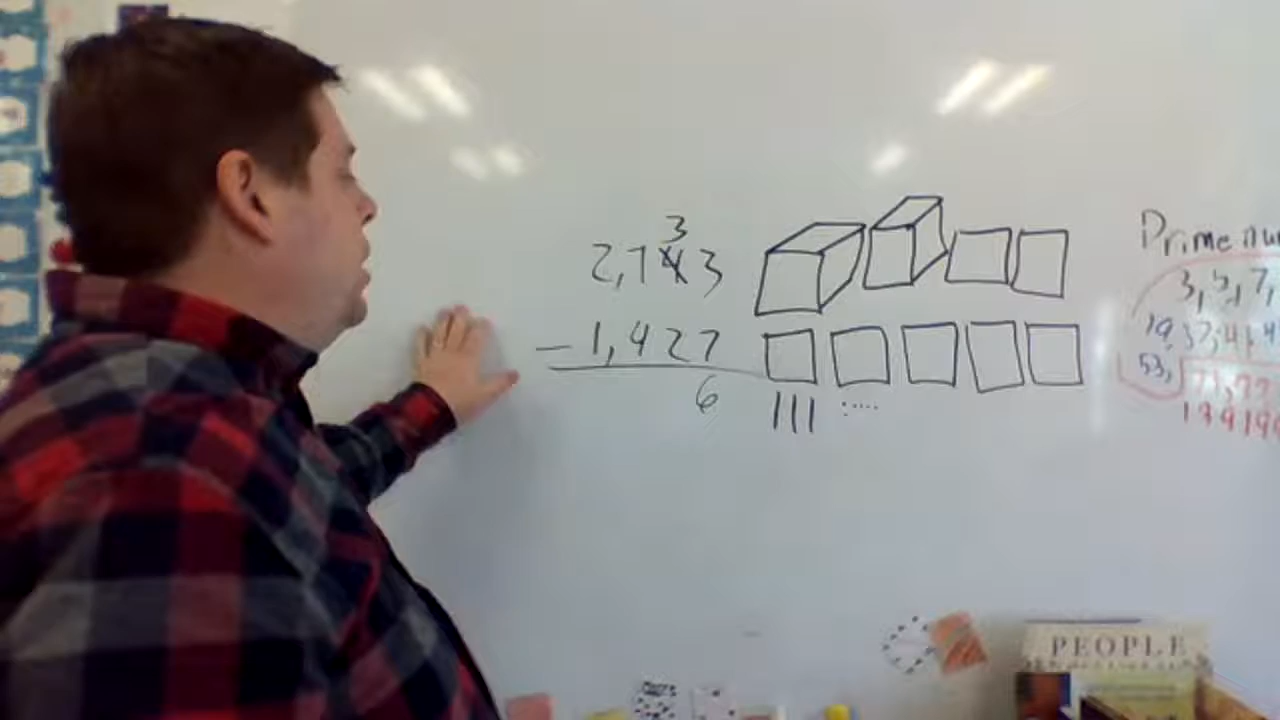 3
2,743
- 1,427
6
Prime nu
3, 5, 7,
19, 37, 41, 4
53,
PEOPLE